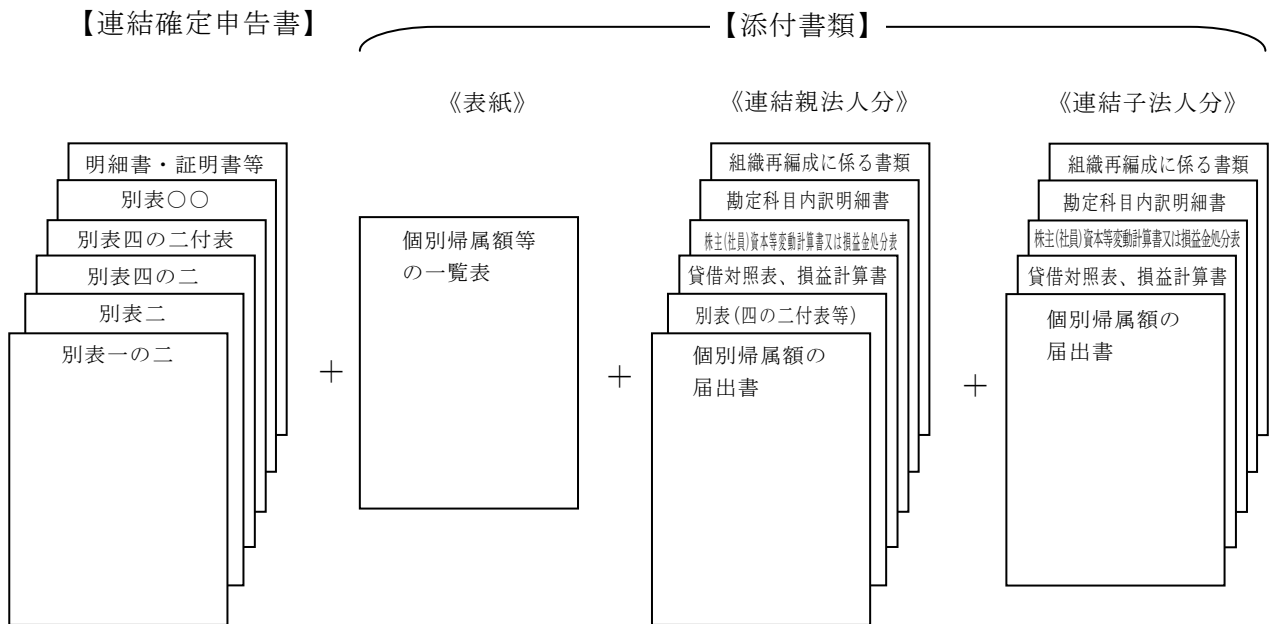 【連結確定申告書】
【添付書類】
《表紙》
《連結親法人分》
《連結子法人分》
明細書・証明書等
別表○○
別表四の二付表
別表四の二
別表二
別表一の二
+
個別帰属額等
の一覧表
+
組織再編成に係る書類
勘定科目内訳明細書
株主(社員)資本等変動計算書又は損益金処分表
貸借対照表、損益計算書
別表(四の二付表等)
個別帰属額の
届出書
+
組織再編成に係る書類
勘定科目内訳明細書
株主(社員)資本等変動計算書又は損益金処分表
貸借対照表、損益計算書
個別帰属額の
届出書